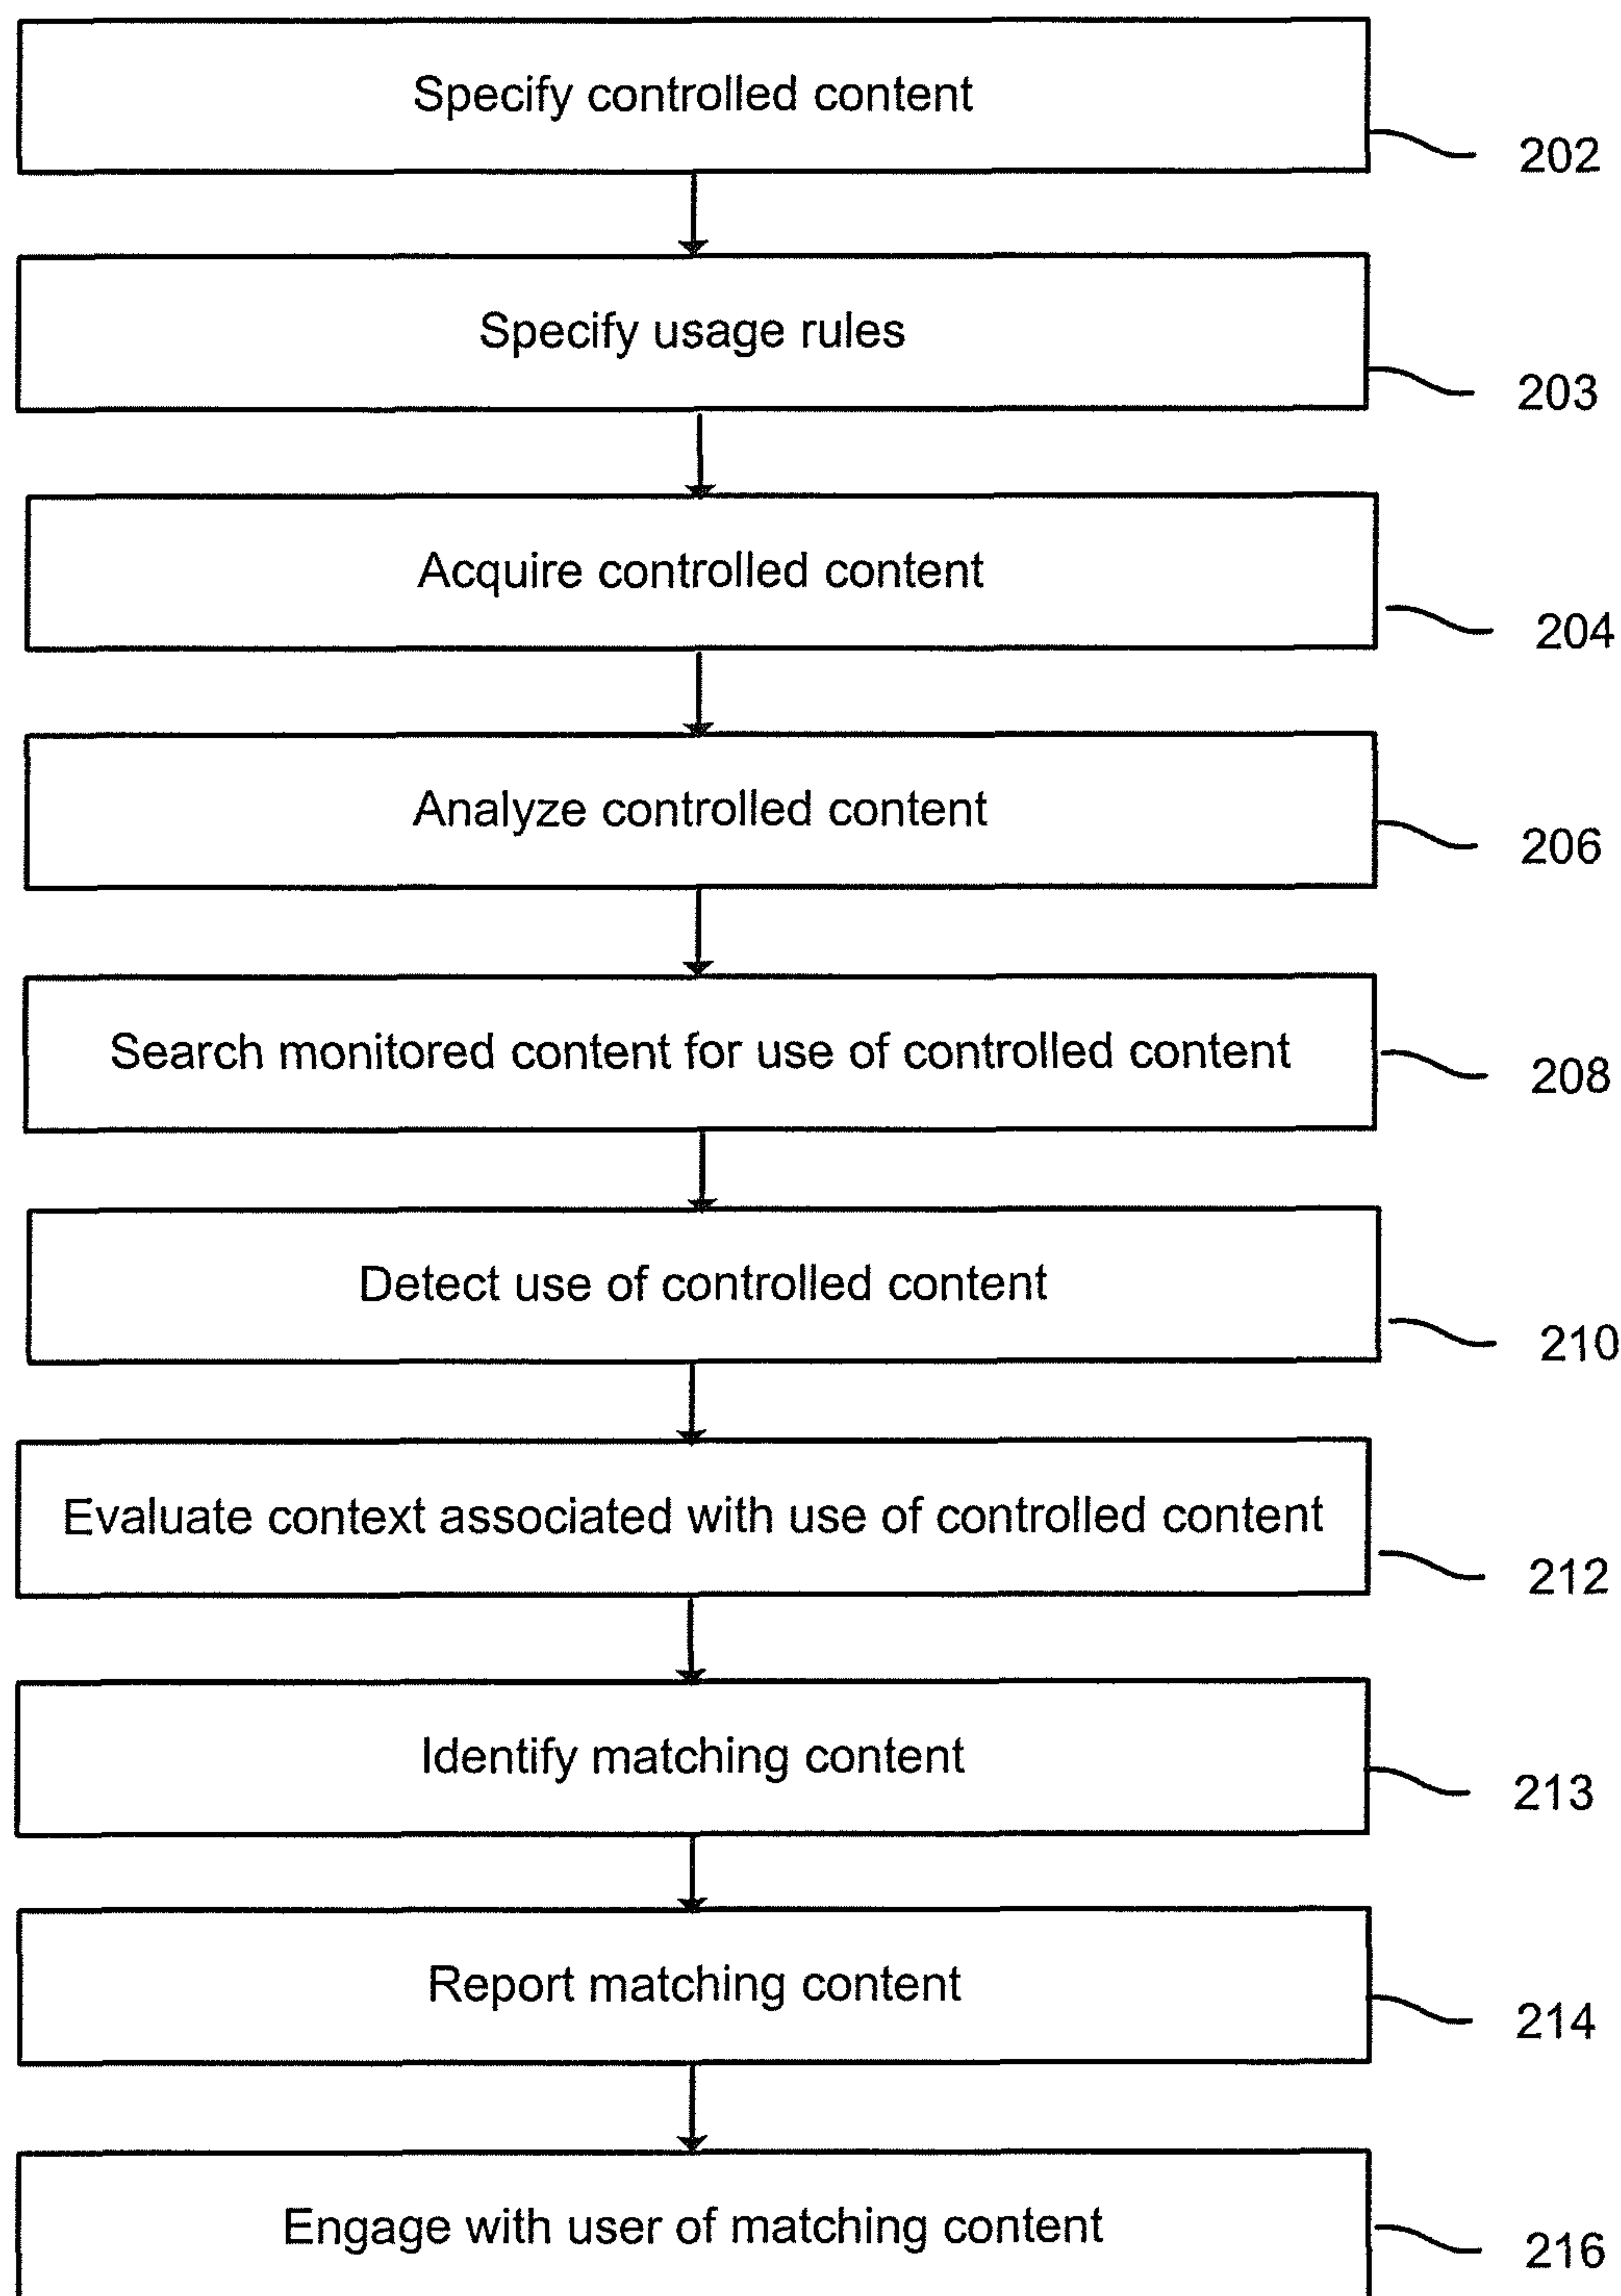 Specify controlled content
202
Specify usage rules
203
Acquire controlled content
204
Analyze controlled content
206
Search monitored content for use of controlled content
208
Detect use of controlled content
210
Evaluate context associated with use of controlled content
212
Identify matching content
213
Report matching content
214
Engage with user of matching content
216